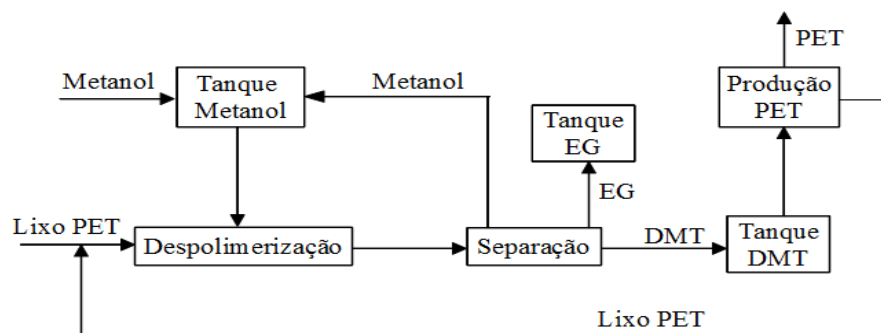 PET
Metanol
Tanque
Metanol
Metanol
Produção
PET
Tanque
EG
EG
Lixo PET
Despolimerização
Separação
DMT
Tanque
DMT
Lixo PET